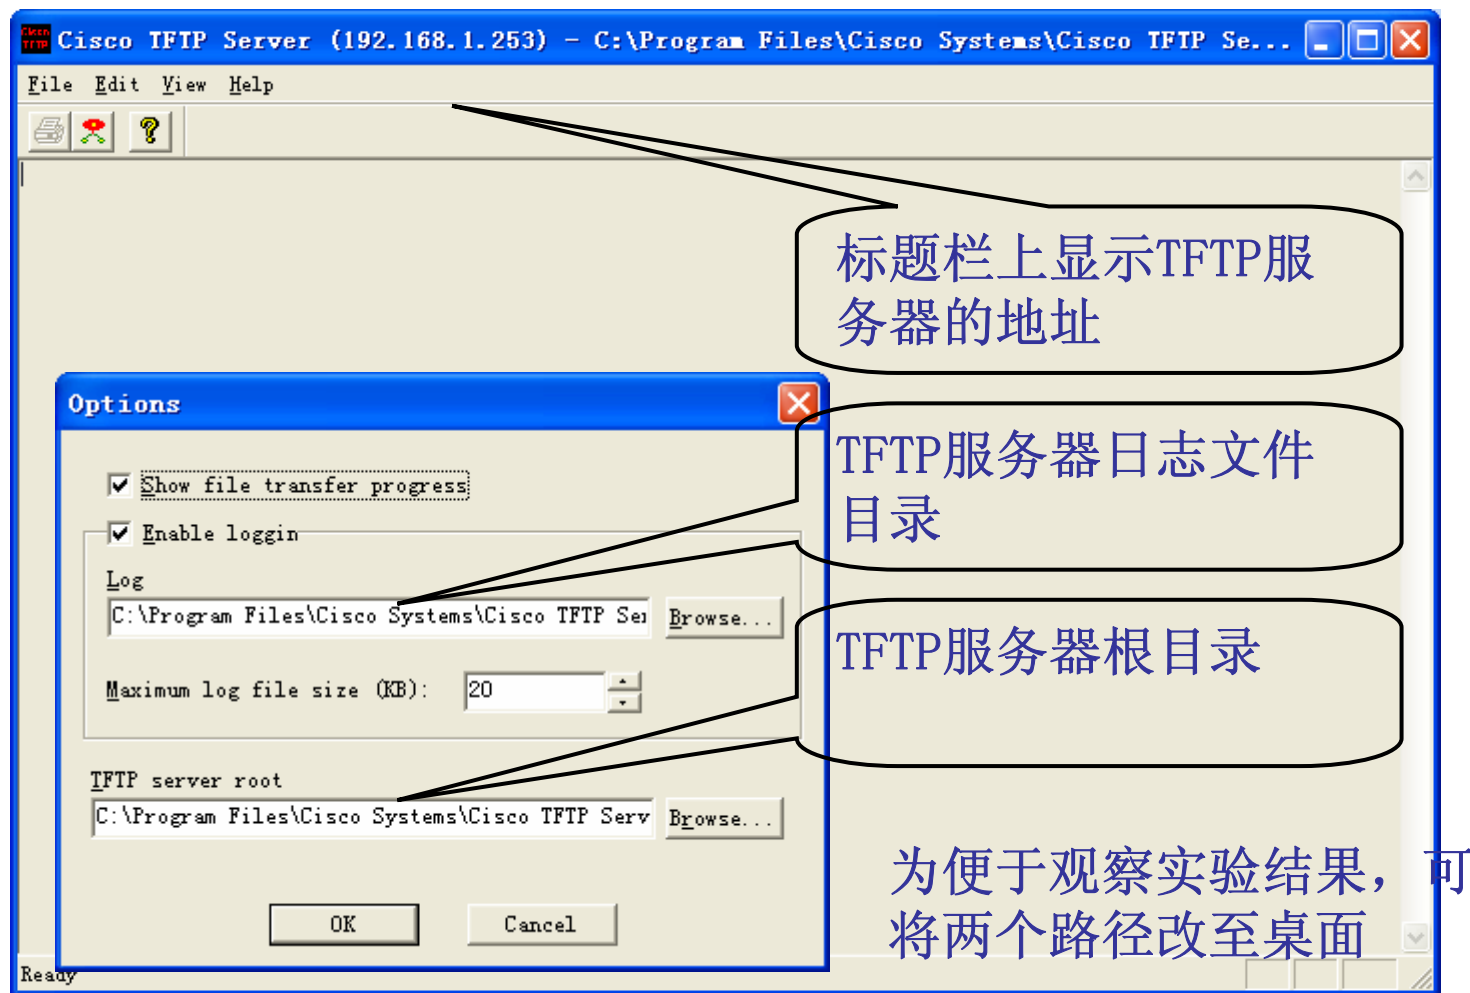 Cisco TFTP
Cisco TFTP Server (192.168.1.253) - C:\Program Files\Cisco Systems\Cisco TFTP Se...
File Edit View Help
标题栏上显示TFTP服
务器的地址
Options
Show file transfer progress
TFTP服务器日志文件
目录
Enable loggin
Log
C:\Program Files\Cisco Systems\Cisco TFTP Ser
Browse...
Maximum log file size (KB):
20
TFTP服务器根目录
TFTP server root
C:\Program Files\Cisco Systems\Cisco TFTP Serv
Browse...
为便于观察实验结果，可
将两个路径改至桌面
OK
Cancel
Ready